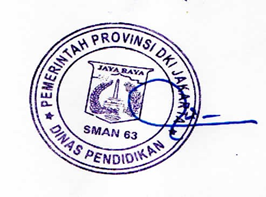 PEMERINTAH PROVINSI DKI JAKARTA
JAYA RAYA
SMAN 63
DINAS PENDIDIKAN